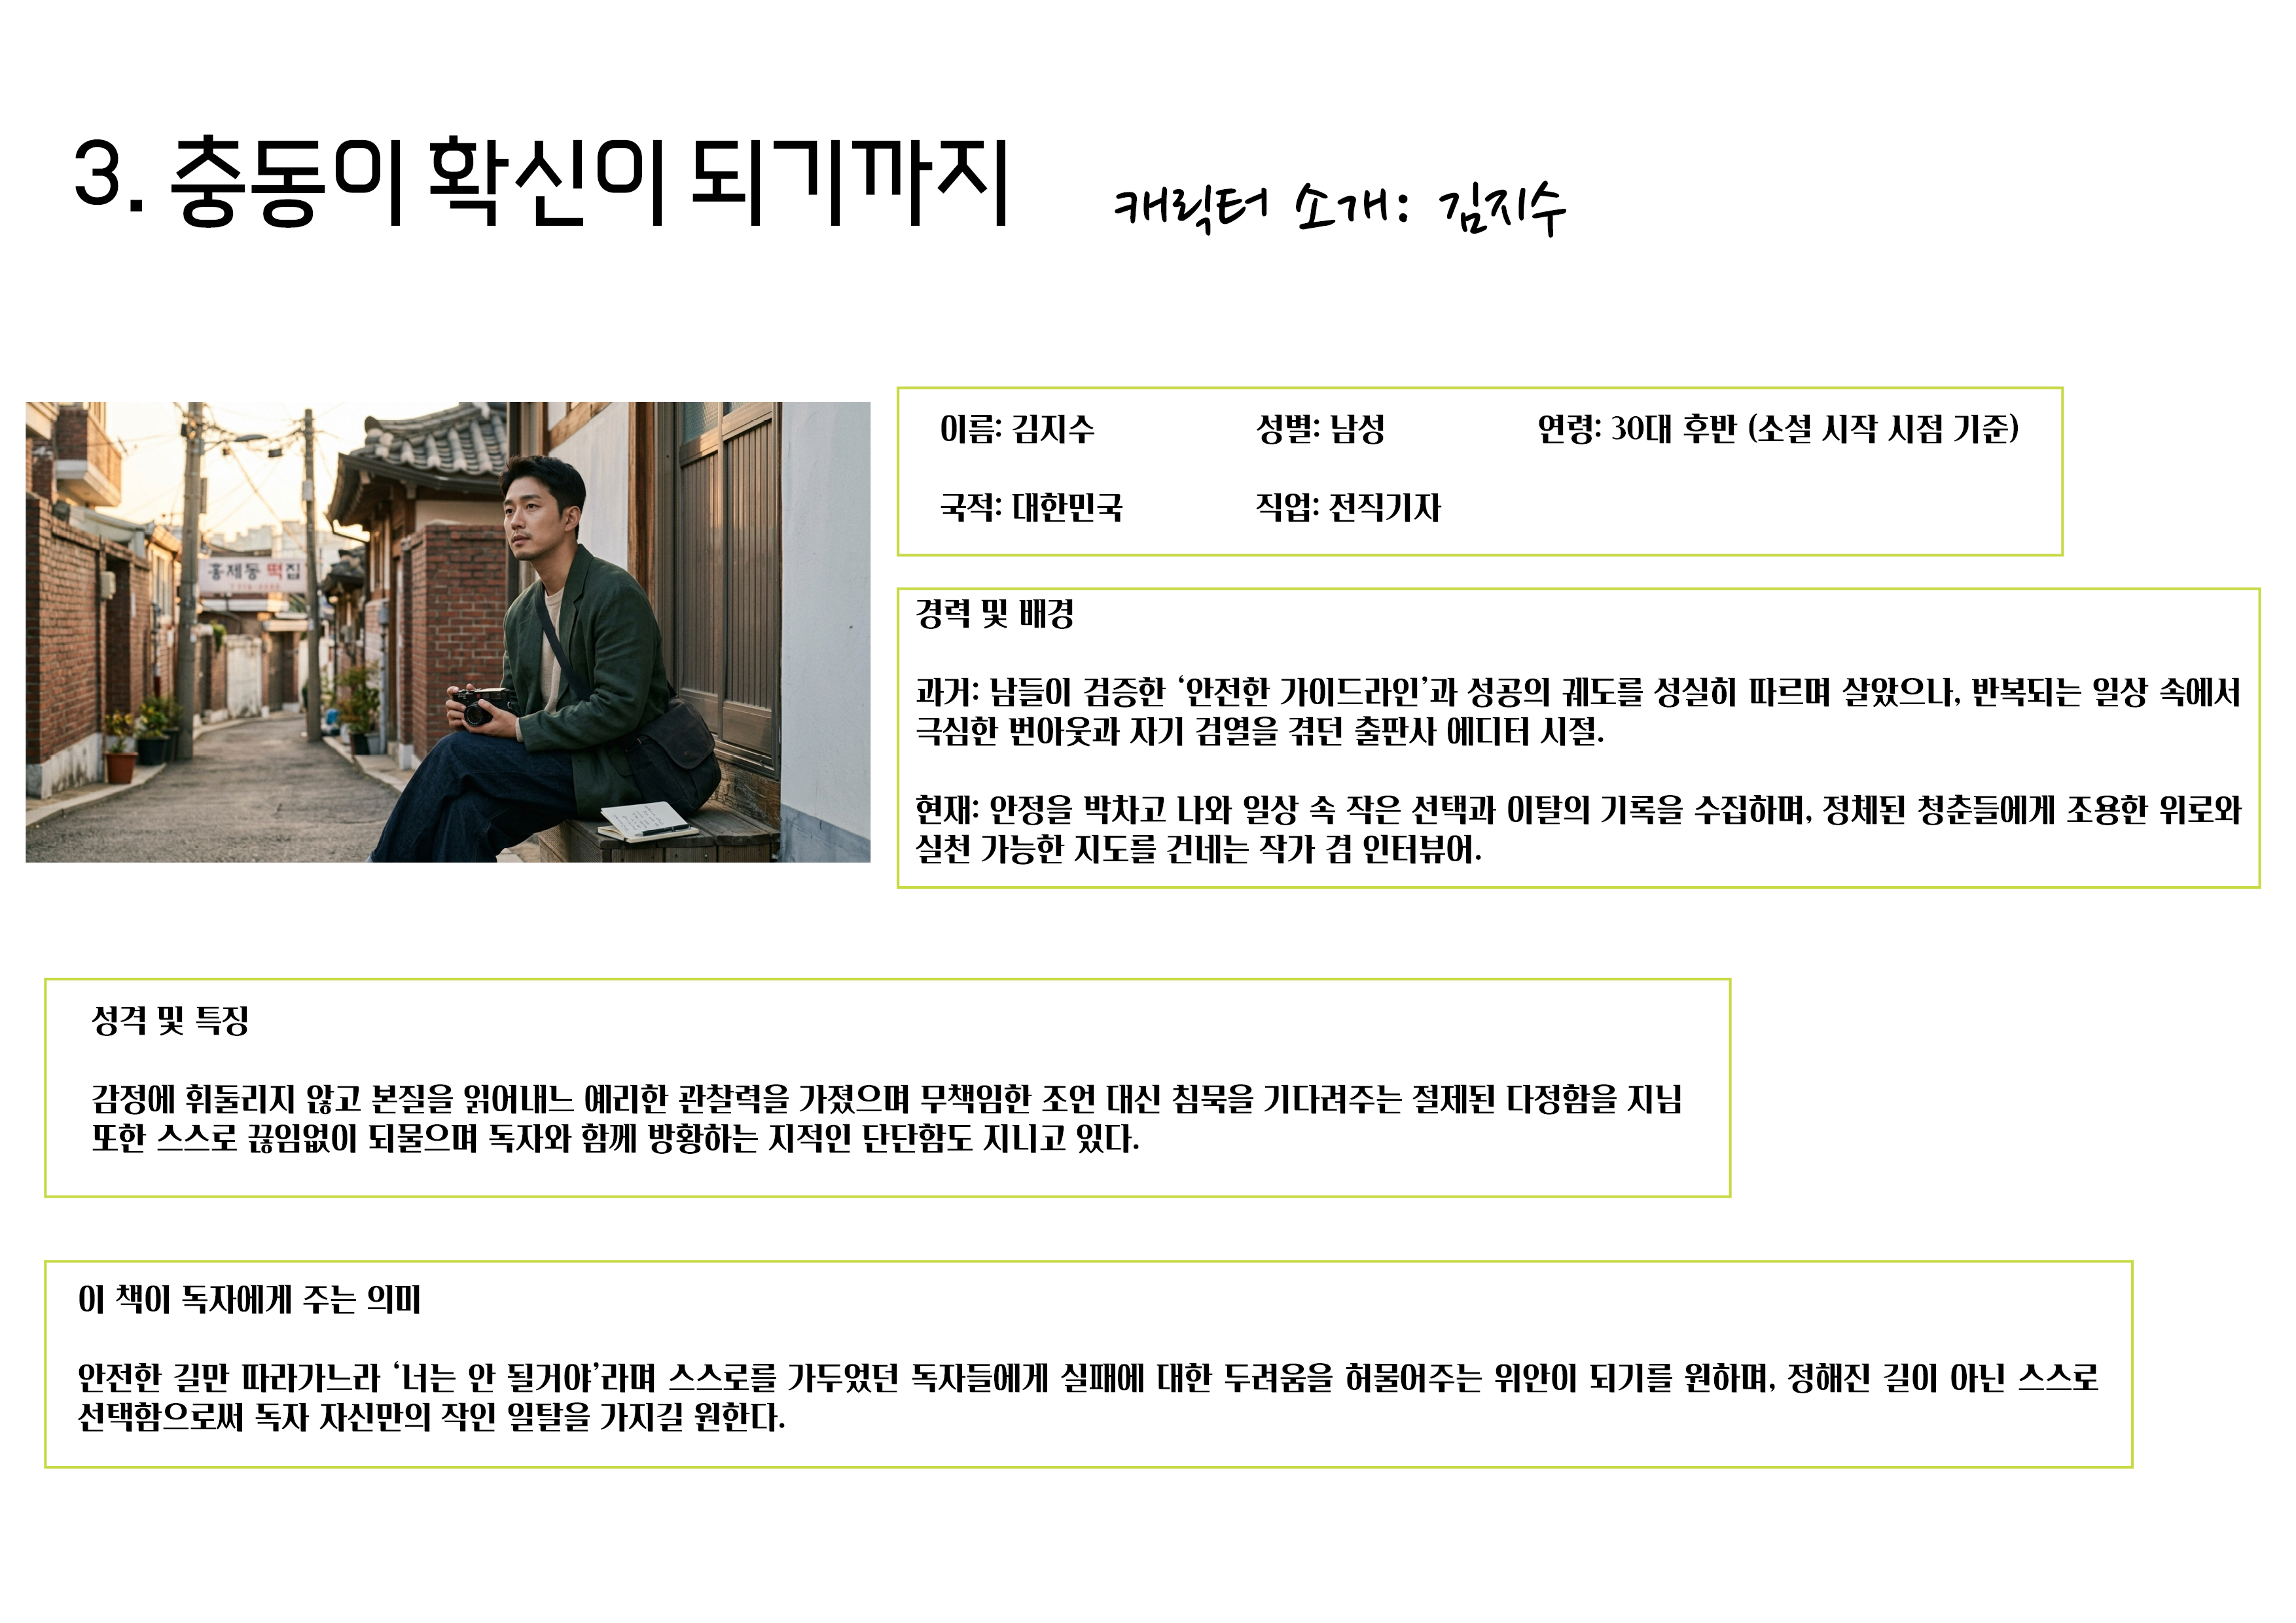 3. 충동이 확신이 되기까지
캐릭터 소개: 김지수
홍제동 떡집
이름: 김지수 성별: 남성 연령: 30대 후반 (소설 시작 시점 기준)
국적: 대한민국 직업: 전직기자
경력 및 배경
과거: 남들이 검증한 ‘안전한 가이드라인’과 성공의 궤도를 성실히 따르며 살았으나, 반복되는 일상 속에서
극심한 번아웃과 자기 검열을 겪던 출판사 에디터 시절.
현재: 안정을 박차고 나와 일상 속 작은 선택과 이탈의 기록을 수집하며, 정체된 청춘들에게 조용한 위로와
실천 가능한 지도를 건네는 작가 겸 인터뷰어.
성격 및 특징
감정에 휘둘리지 않고 본질을 읽어내느 예리한 관찰력을 가졌으며 무책임한 조언 대신 침묵을 기다려주는 절제된 다정함을 지님
또한 스스로 끊임없이 되물으며 독자와 함께 방황하는 지적인 단단함도 지니고 있다.
이 책이 독자에게 주는 의미
안전한 길만 따라가느라 ‘너는 안 될거야’라며 스스로를 가두었던 독자들에게 실패에 대한 두려움을 허물어주는 위안이 되기를 원하며, 정해진 길이 아닌 스스로
선택함으로써 독자 자신만의 작인 일탈을 가지길 원한다.